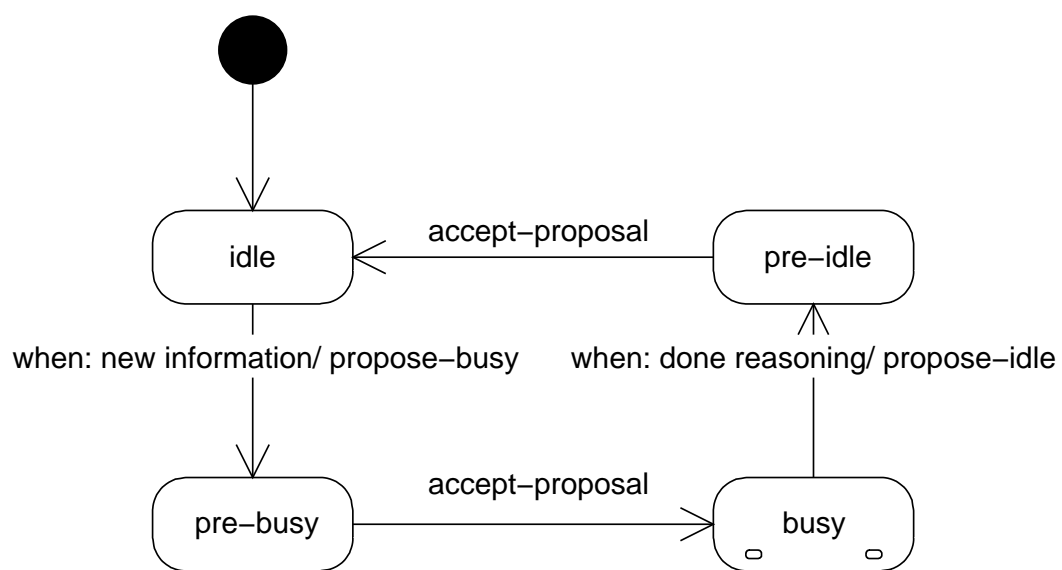 accept−proposal
idle
pre−idle
when: new information/ propose−busy
when: done reasoning/ propose−idle
accept−proposal
pre−busy
busy